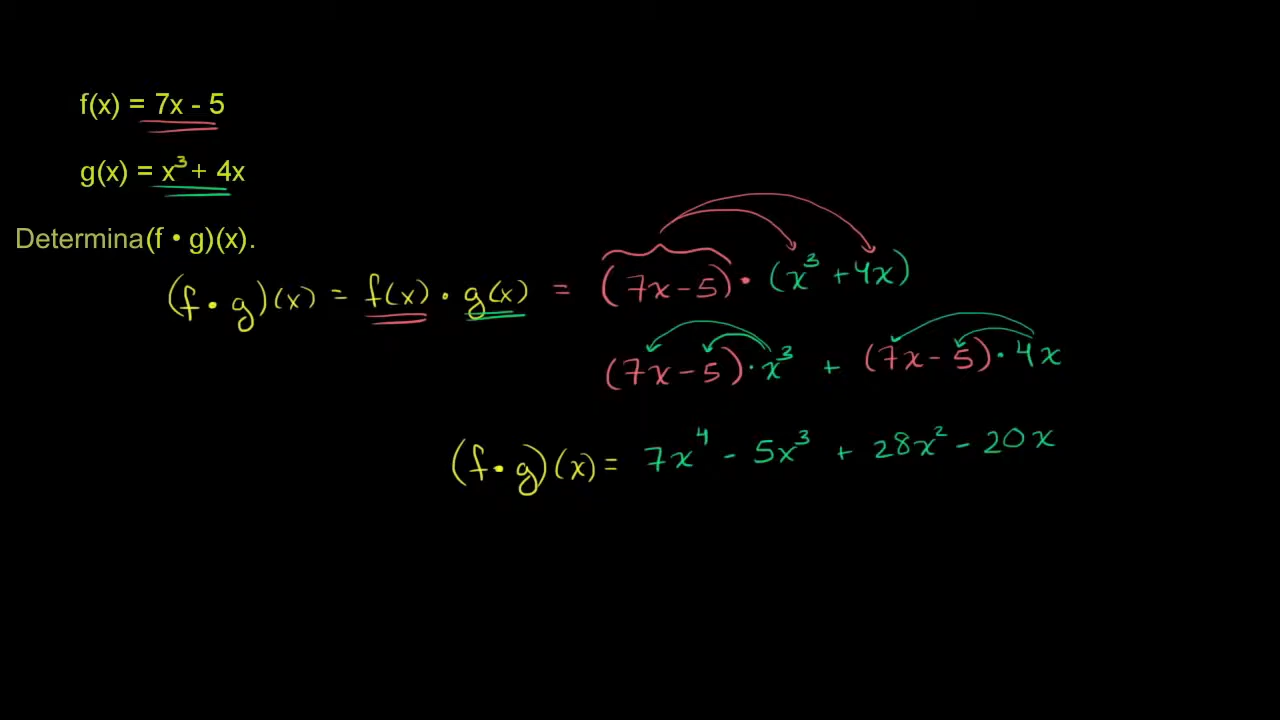 f(x) = 7x - 5
g(x) = x³ + 4x
Determina(f • g)(x).
(f • g)(x) = f(x) • g(x) = (7x - 5) • (x³ + 4x)
(7x - 5) • x³ + (7x - 5) • 4x
(f • g)(x) = 7x⁴ - 5x³ + 28x² - 20x